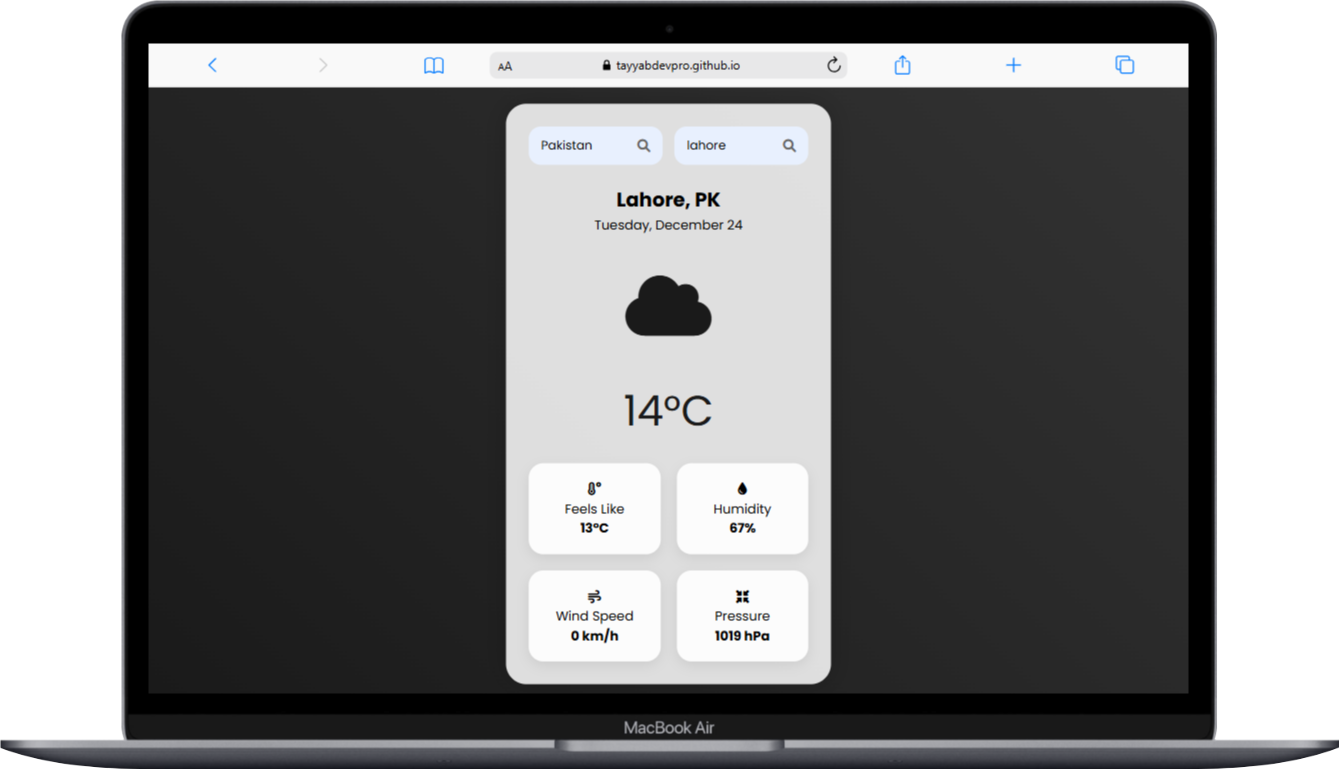 AA
tayyabdevpro.github.io
Pakistan
lahore
Lahore, PK
Tuesday, December 24
14°C
Feels Like
13°C
Humidity
67%
Wind Speed
0 km/h
Pressure
1019 hPa
MacBook Air